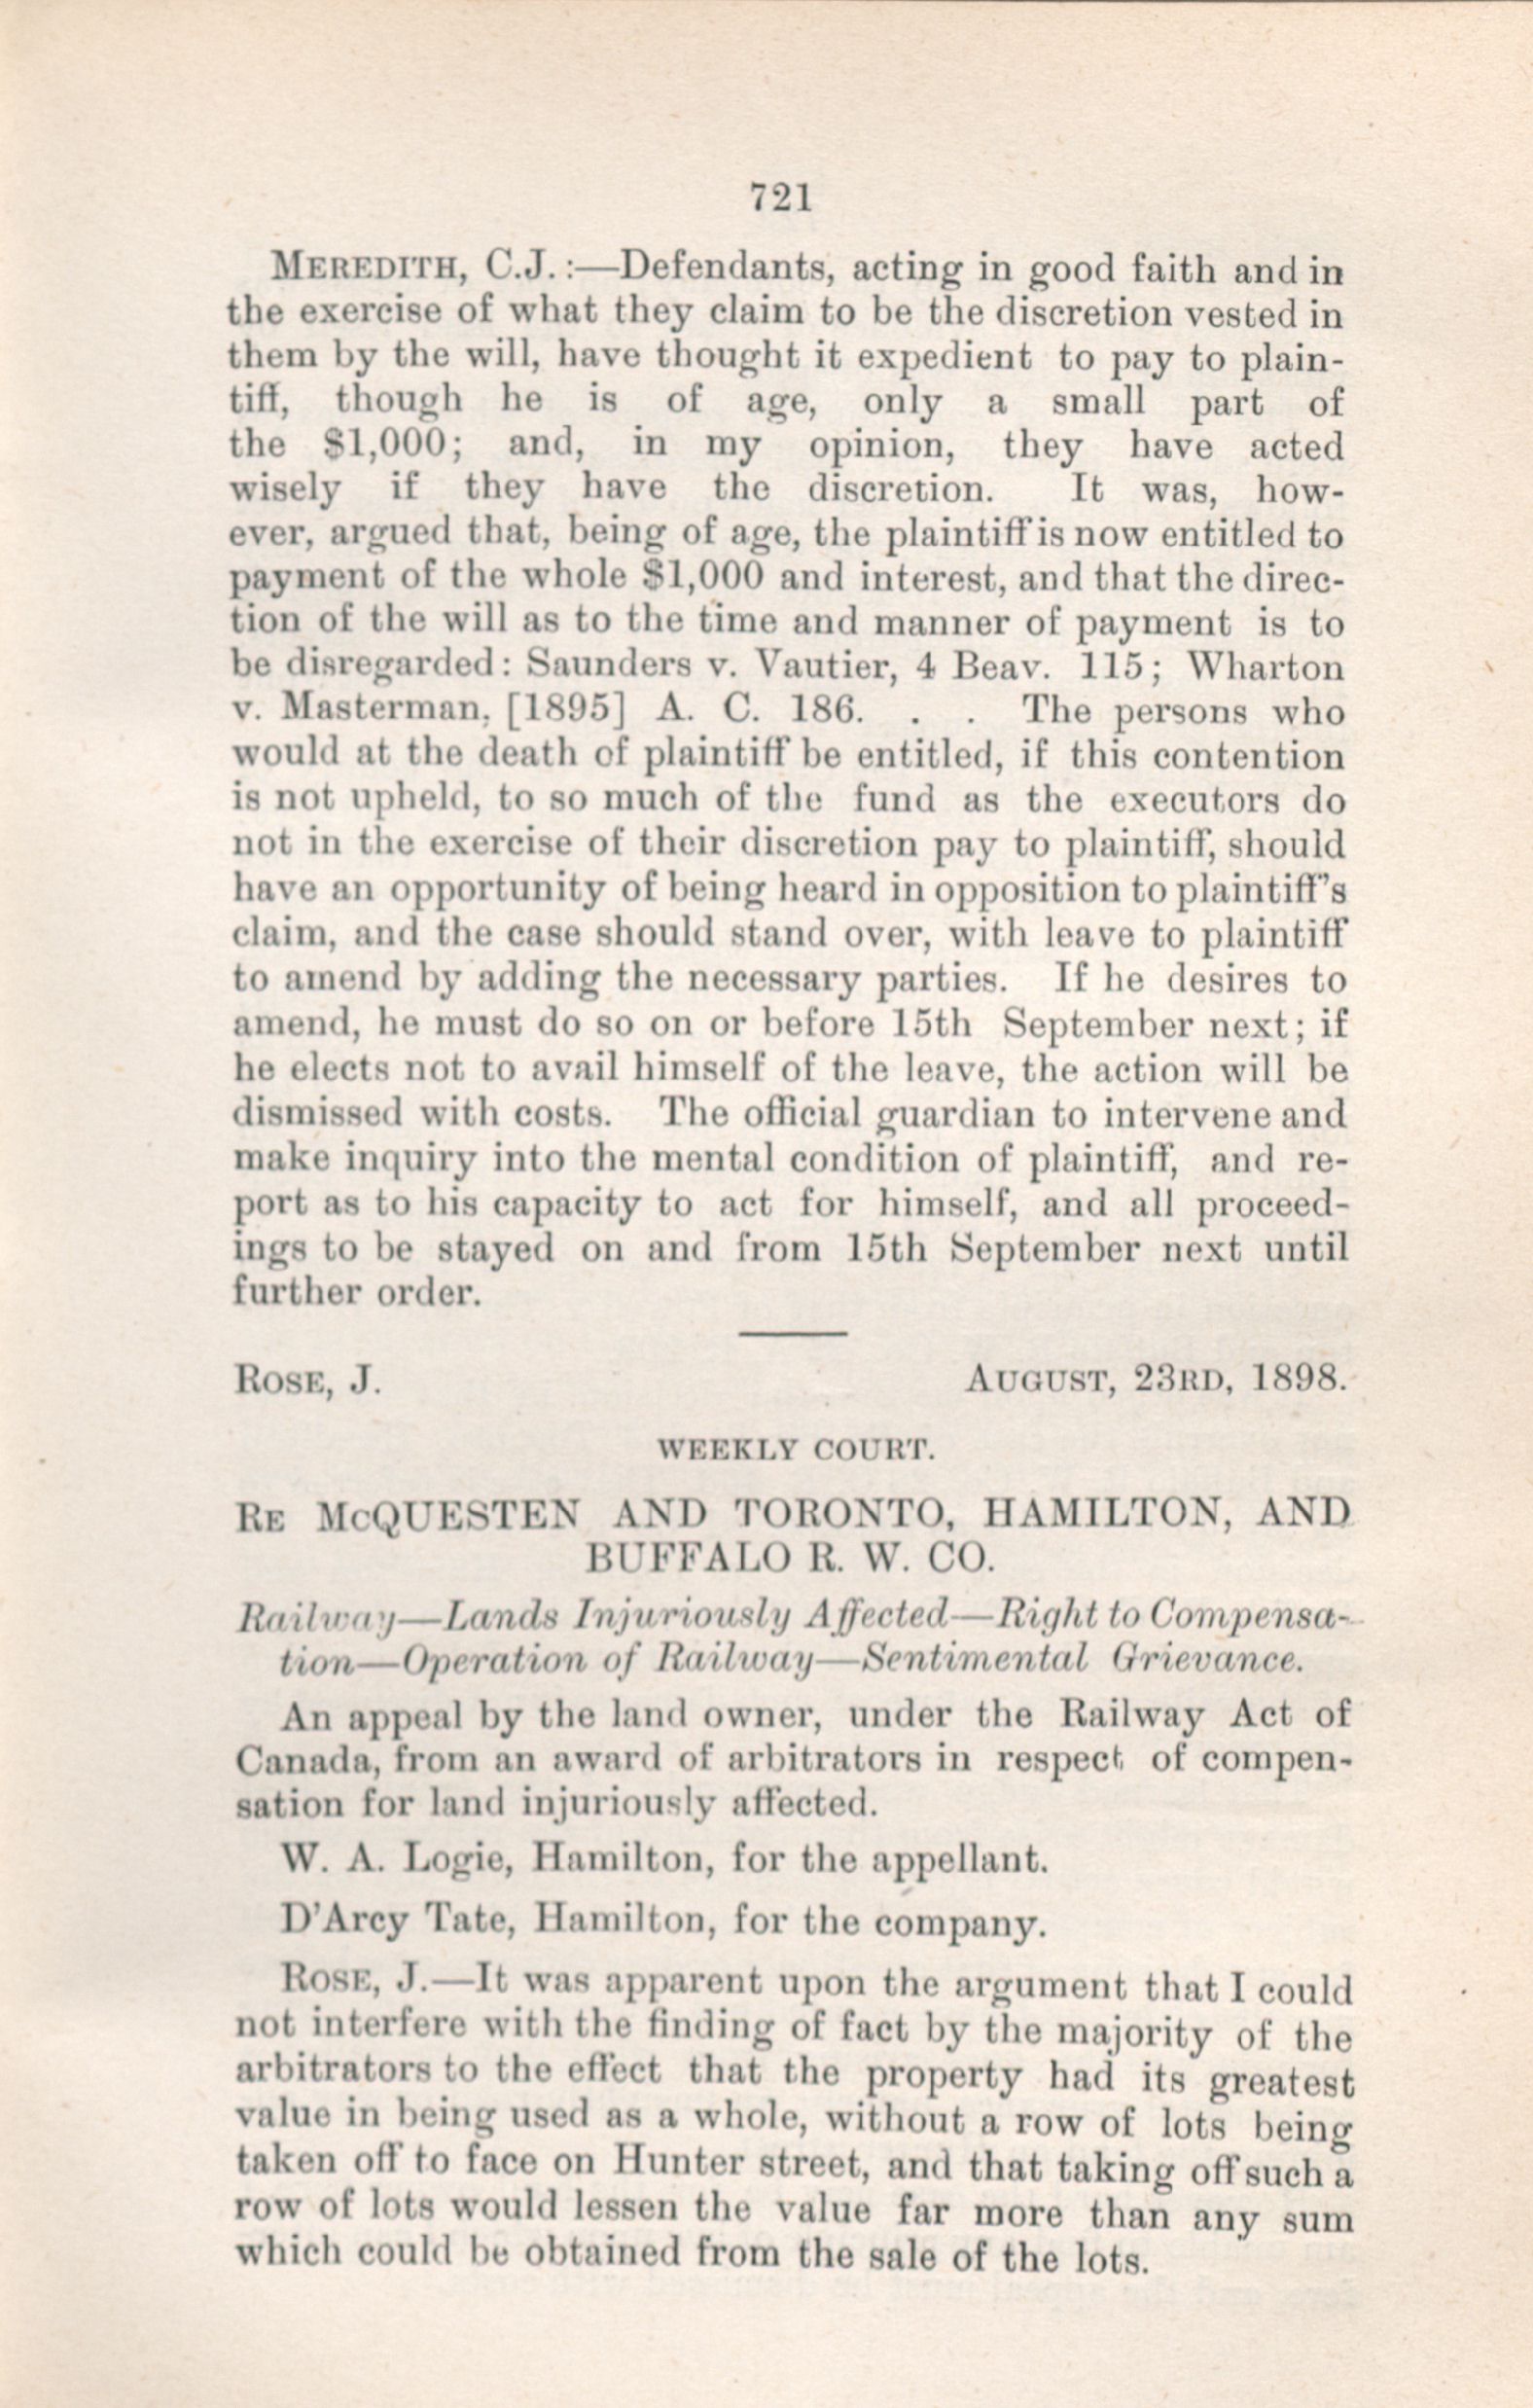 721
MEREDITH, C.J.:—Defendants, acting in good faith and in
the exercise of what they claim to be the discretion vested in
them by the will, have thought it expedient to pay to plain-
tiff, though he is of age, only a small part of
the $1,000; and, in my opinion, they have acted
wisely if they have the discretion. It was, how-
ever, argued that, being of age, the plaintiff is now entitled to
payment of the whole $1,000 and interest, and that the direc-
tion of the will as to the time and manner of payment is to
be disregarded: Saunders v. Vautier, 4 Beav. 115; Wharton
v. Masterman, [1895] A. C. 186. . . The persons who
would at the death of plaintiff be entitled, if this contention
is not upheld, to so much of the fund as the executors do
not in the exercise of their discretion pay to plaintiff, should
have an opportunity of being heard in opposition to plaintiff's
claim, and the case should stand over, with leave to plaintiff
to amend by adding the necessary parties. If he desires to
amend, he must do so on or before 15th September next; if
he elects not to avail himself of the leave, the action will be
dismissed with costs. The official guardian to intervene and
make inquiry into the mental condition of plaintiff, and re-
port as to his capacity to act for himself, and all proceed-
ings to be stayed on and from 15th September next until
further order.
ROSE, J. AUGUST, 23RD, 1898.
WEEKLY COURT.
RE McQUESTEN AND TORONTO, HAMILTON, AND
BUFFALO R. W. CO.
Railway—Lands Injuriously Affected—Right to Compensa-
tion—Operation of Railway—Sentimental Grievance.
An appeal by the land owner, under the Railway Act of
Canada, from an award of arbitrators in respect of compen-
sation for land injuriously affected.
W. A. Logie, Hamilton, for the appellant.
D'Arcy Tate, Hamilton, for the company.
ROSE, J.—It was apparent upon the argument that I could
not interfere with the finding of fact by the majority of the
arbitrators to the effect that the property had its greatest
value in being used as a whole, without a row of lots being
taken off to face on Hunter street, and that taking off such a
row of lots would lessen the value far more than any sum
which could be obtained from the sale of the lots.